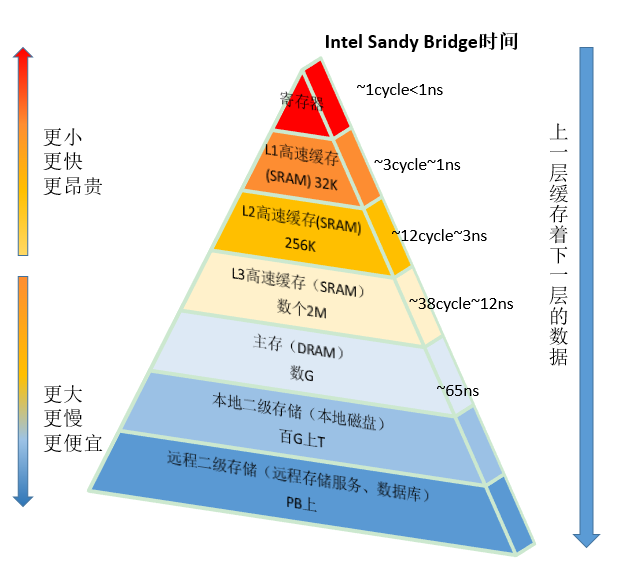 Intel Sandy Bridge时间
寄存器
~1cycle<1ns
更小
更快
更昂贵
L1高速缓存
(SRAM) 32K
~3cycle~1ns
L2高速缓存(SRAM)
256K
~12cycle~3ns
L3高速缓存（SRAM）
数个2M
~38cycle~12ns
主存（DRAM）
数G
~65ns
更大
更慢
更便宜
本地二级存储（本地磁盘）
百G上T
远程二级存储（远程存储服务、数据库）
PB上
上一层缓存着下一层的数据